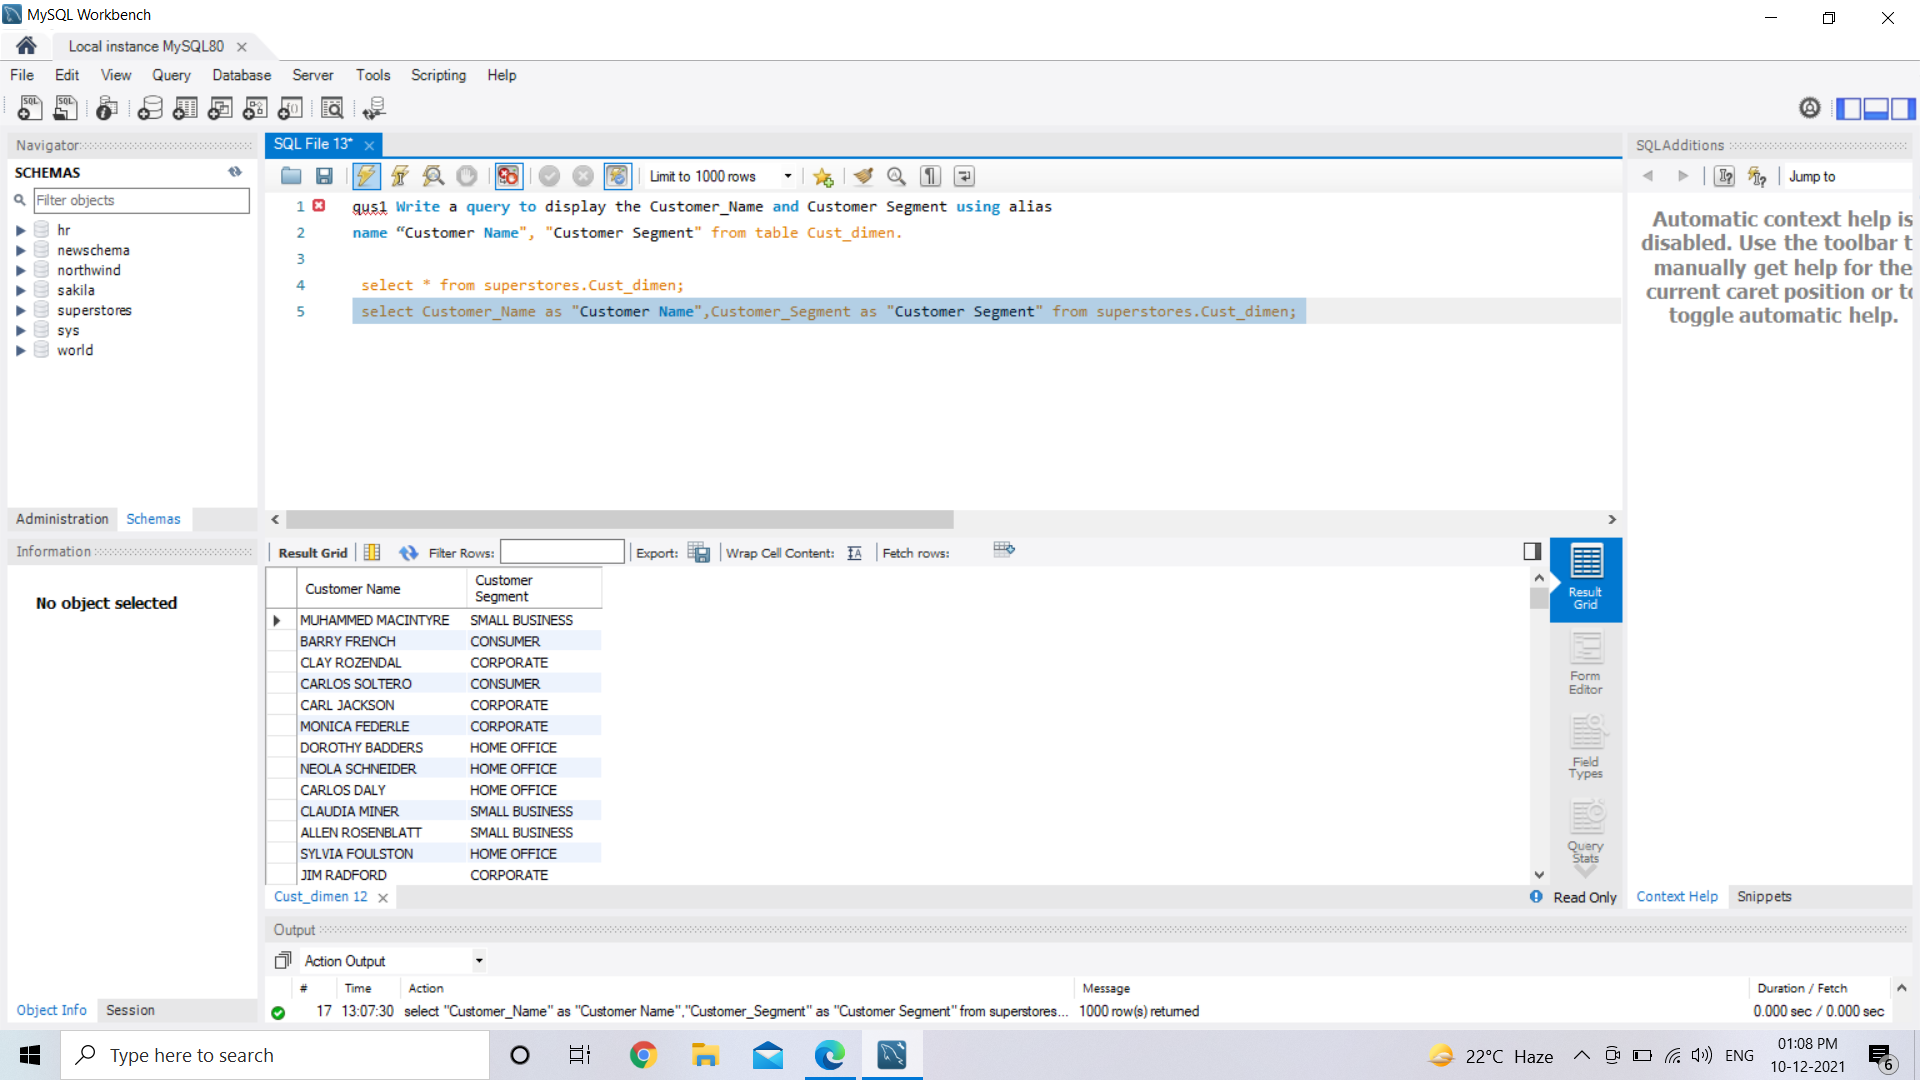 MySQL Workbench
Local instance MySQL80
File Edit View Query Database Server Tools Scripting Help
Navigator
SCHEMAS
Filter objects
hr
newschema
northwind
sakila
superstores
sys
world
Administration Schemas
Information
No object selected
Object Info Session
SQL File 13*
Limit to 1000 rows
1 qus1 Write a query to display the Customer_Name and Customer Segment using alias
2 name “Customer Name", "Customer Segment" from table Cust_dimen.
3
4 select * from superstores.Cust_dimen;
5 select Customer_Name as "Customer Name",Customer_Segment as "Customer Segment" from superstores.Cust_dimen;
Result Grid Filter Rows: Export: Wrap Cell Content: Fetch rows:
Customer Name Customer Segment
MUHAMMED MACINTYRE SMALL BUSINESS
BARRY FRENCH CONSUMER
CLAY ROZENDAL CORPORATE
CARLOS SOLTERO CONSUMER
CARL JACKSON CORPORATE
MONICA FEDERLE CORPORATE
DOROTHY BADDERS HOME OFFICE
NEOLA SCHNEIDER HOME OFFICE
CARLOS DALY HOME OFFICE
CLAUDIA MINER SMALL BUSINESS
ALLEN ROSENBLATT SMALL BUSINESS
SYLVIA FOULSTON HOME OFFICE
JIM RADFORD CORPORATE
Result Grid
Form Editor
Field Types
Query Stats
Cust_dimen 12
Read Only
SQLAdditions
Jump to
Automatic context help is
disabled. Use the toolbar t
manually get help for the
current caret position or to
toggle automatic help.
Context Help Snippets
Output
Action Output
# Time Action Message Duration / Fetch
17 13:07:30 select "Customer_Name" as "Customer Name","Customer_Segment" as "Customer Segment" from superstores... 1000 row(s) returned 0.000 sec / 0.000 sec
Type here to search
22°C Haze
ENG
01:08 PM
10-12-2021
6